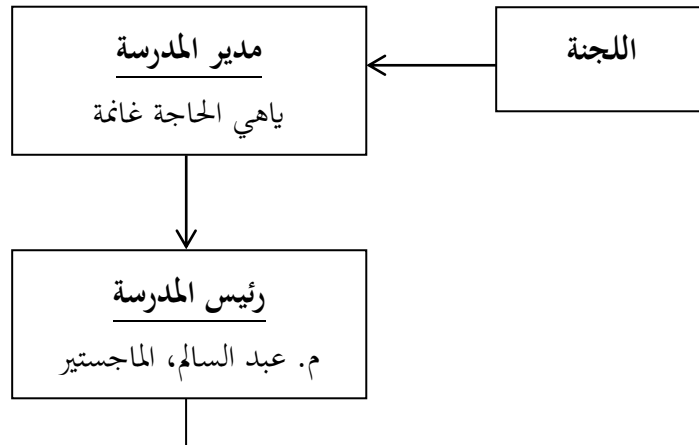 اللجنة
مدير المدرسة
ياهي الحاجة غانمة
رئيس المدرسة
م. عبد السالم، الماجستير